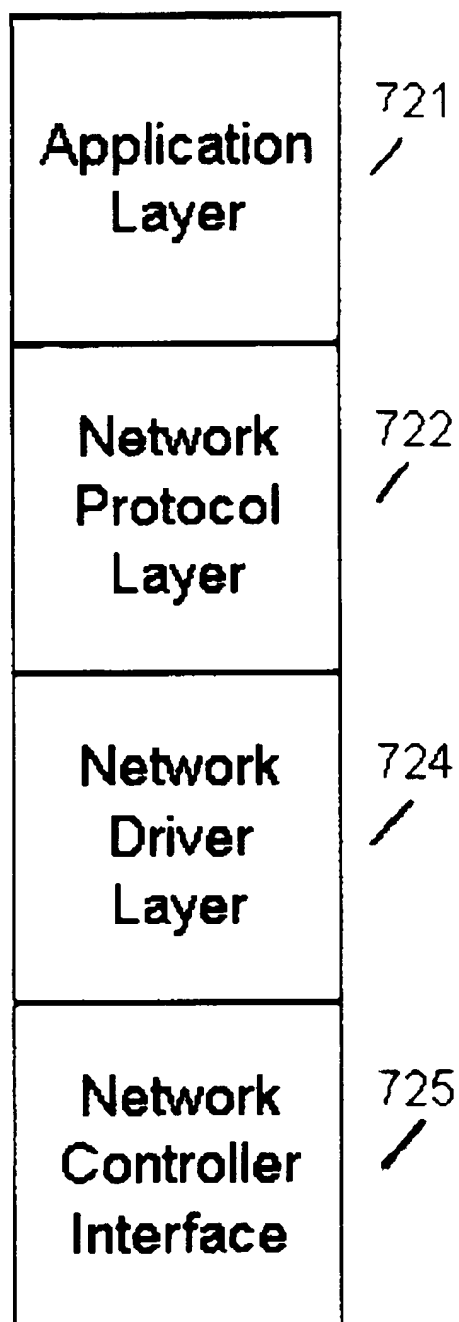 Application
Layer
721
Network
Protocol
Layer
722
Network
Driver
Layer
724
Network
Controller
Interface
725